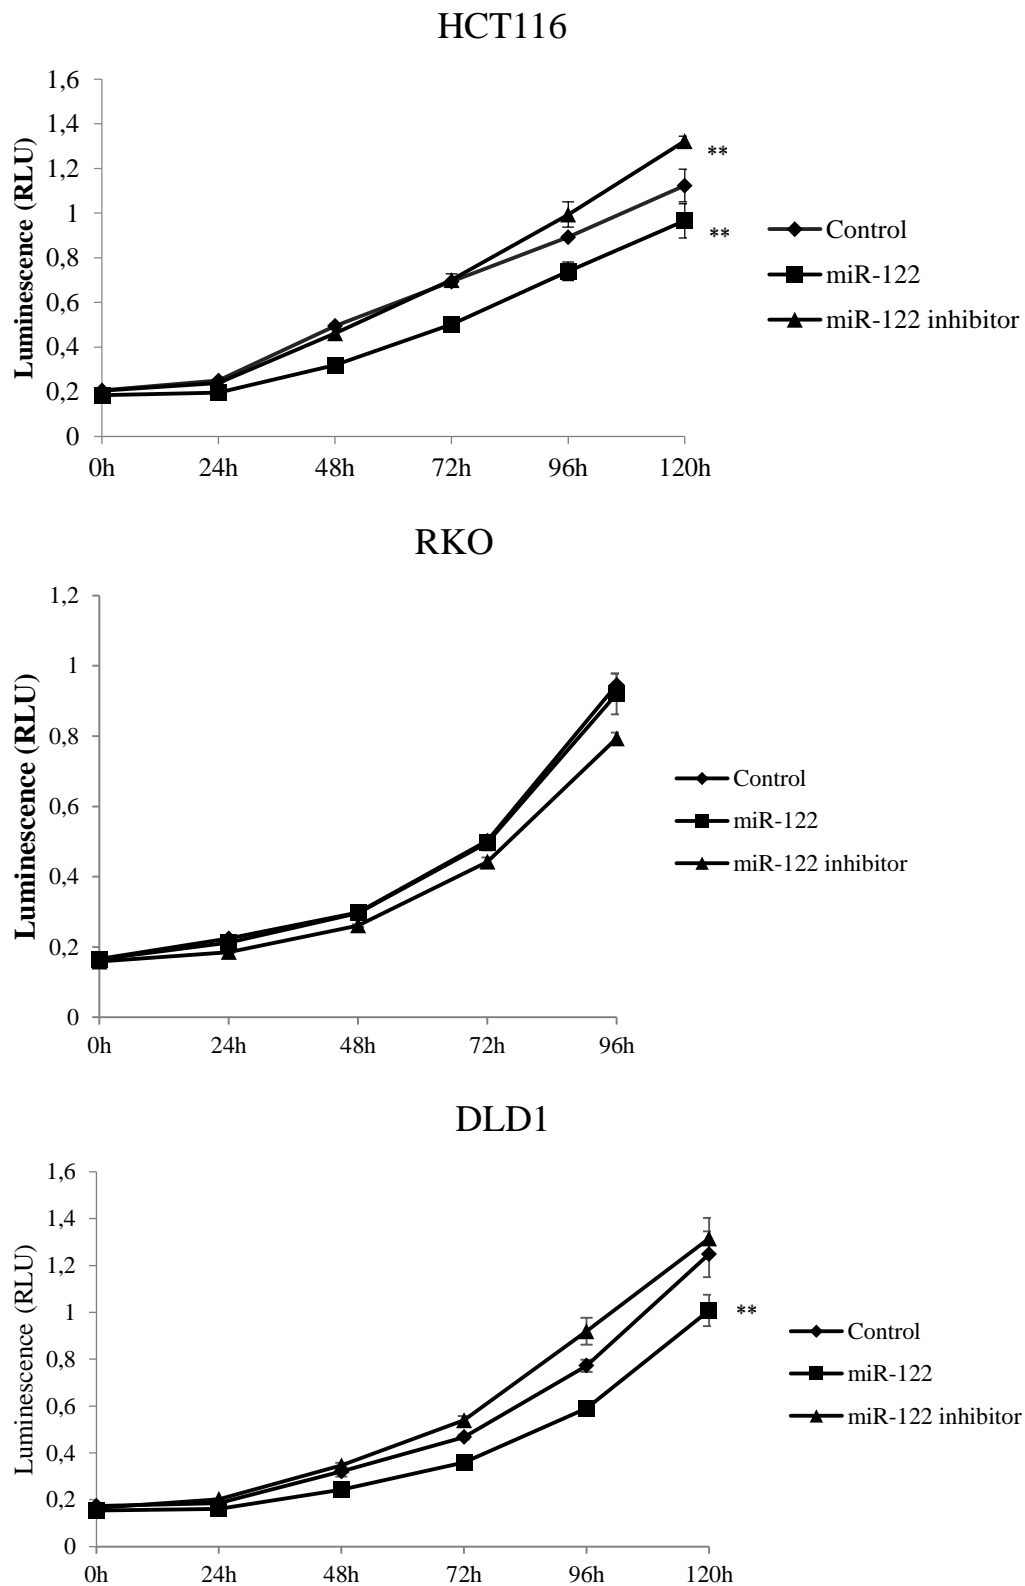 HCT116
1,6
1,4
1,2
1
0,8
0,6
0,4
0,2
0
Luminescence (RLU)
0h 24h 48h 72h 96h 120h
**
**
Control
miR-122
miR-122 inhibitor
RKO
1,2
1
0,8
0,6
0,4
0,2
0
Luminescence (RLU)
0h 24h 48h 72h 96h
Control
miR-122
miR-122 inhibitor
DLD1
1,6
1,4
1,2
1
0,8
0,6
0,4
0,2
0
Luminescence (RLU)
0h 24h 48h 72h 96h 120h
**
Control
miR-122
miR-122 inhibitor